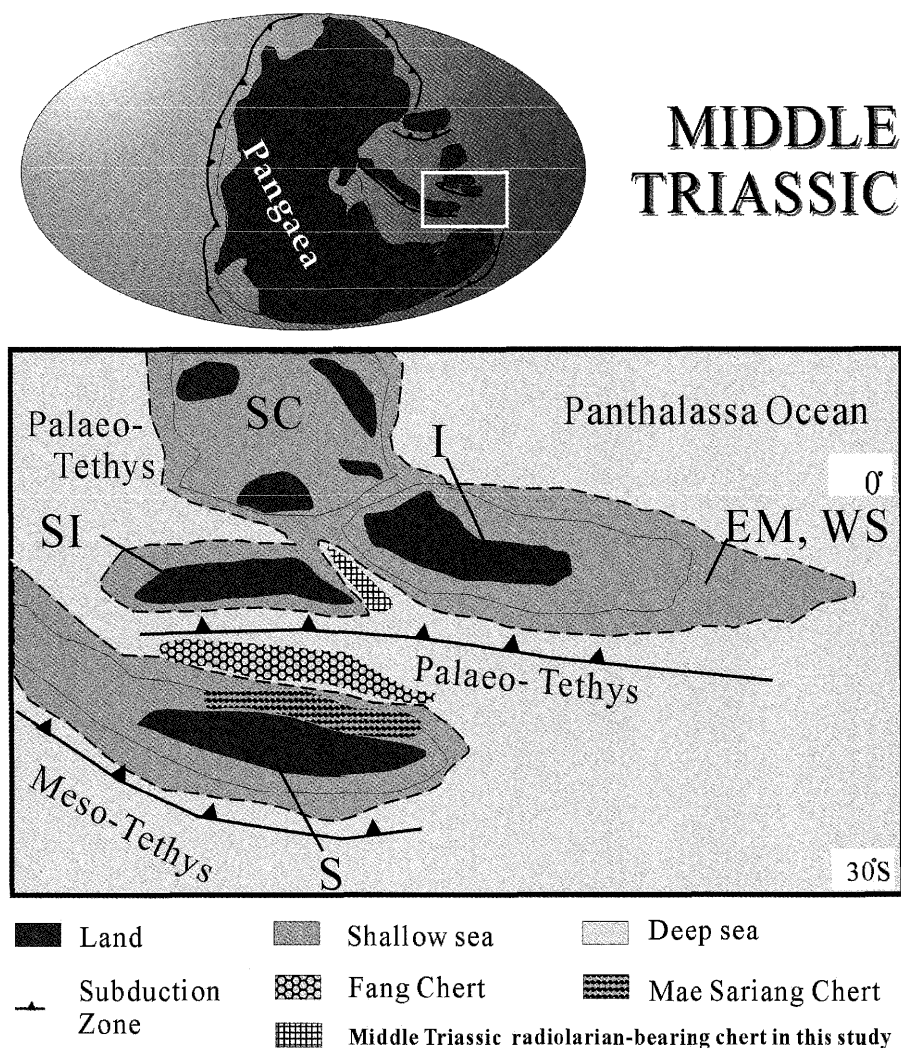 MIDDLE
TRIASSIC
Pangaea
Palaeo-
Tethys
SC
Panthalassa Ocean
I
0°
SI
EM, WS
Palaeo-Tethys
Meso-Tethys
S
30°S
Land
Shallow sea
Deep sea
Subduction
Zone
Fang Chert
Mae Sariang Chert
Middle Triassic radiolarian-bearing chert in this study